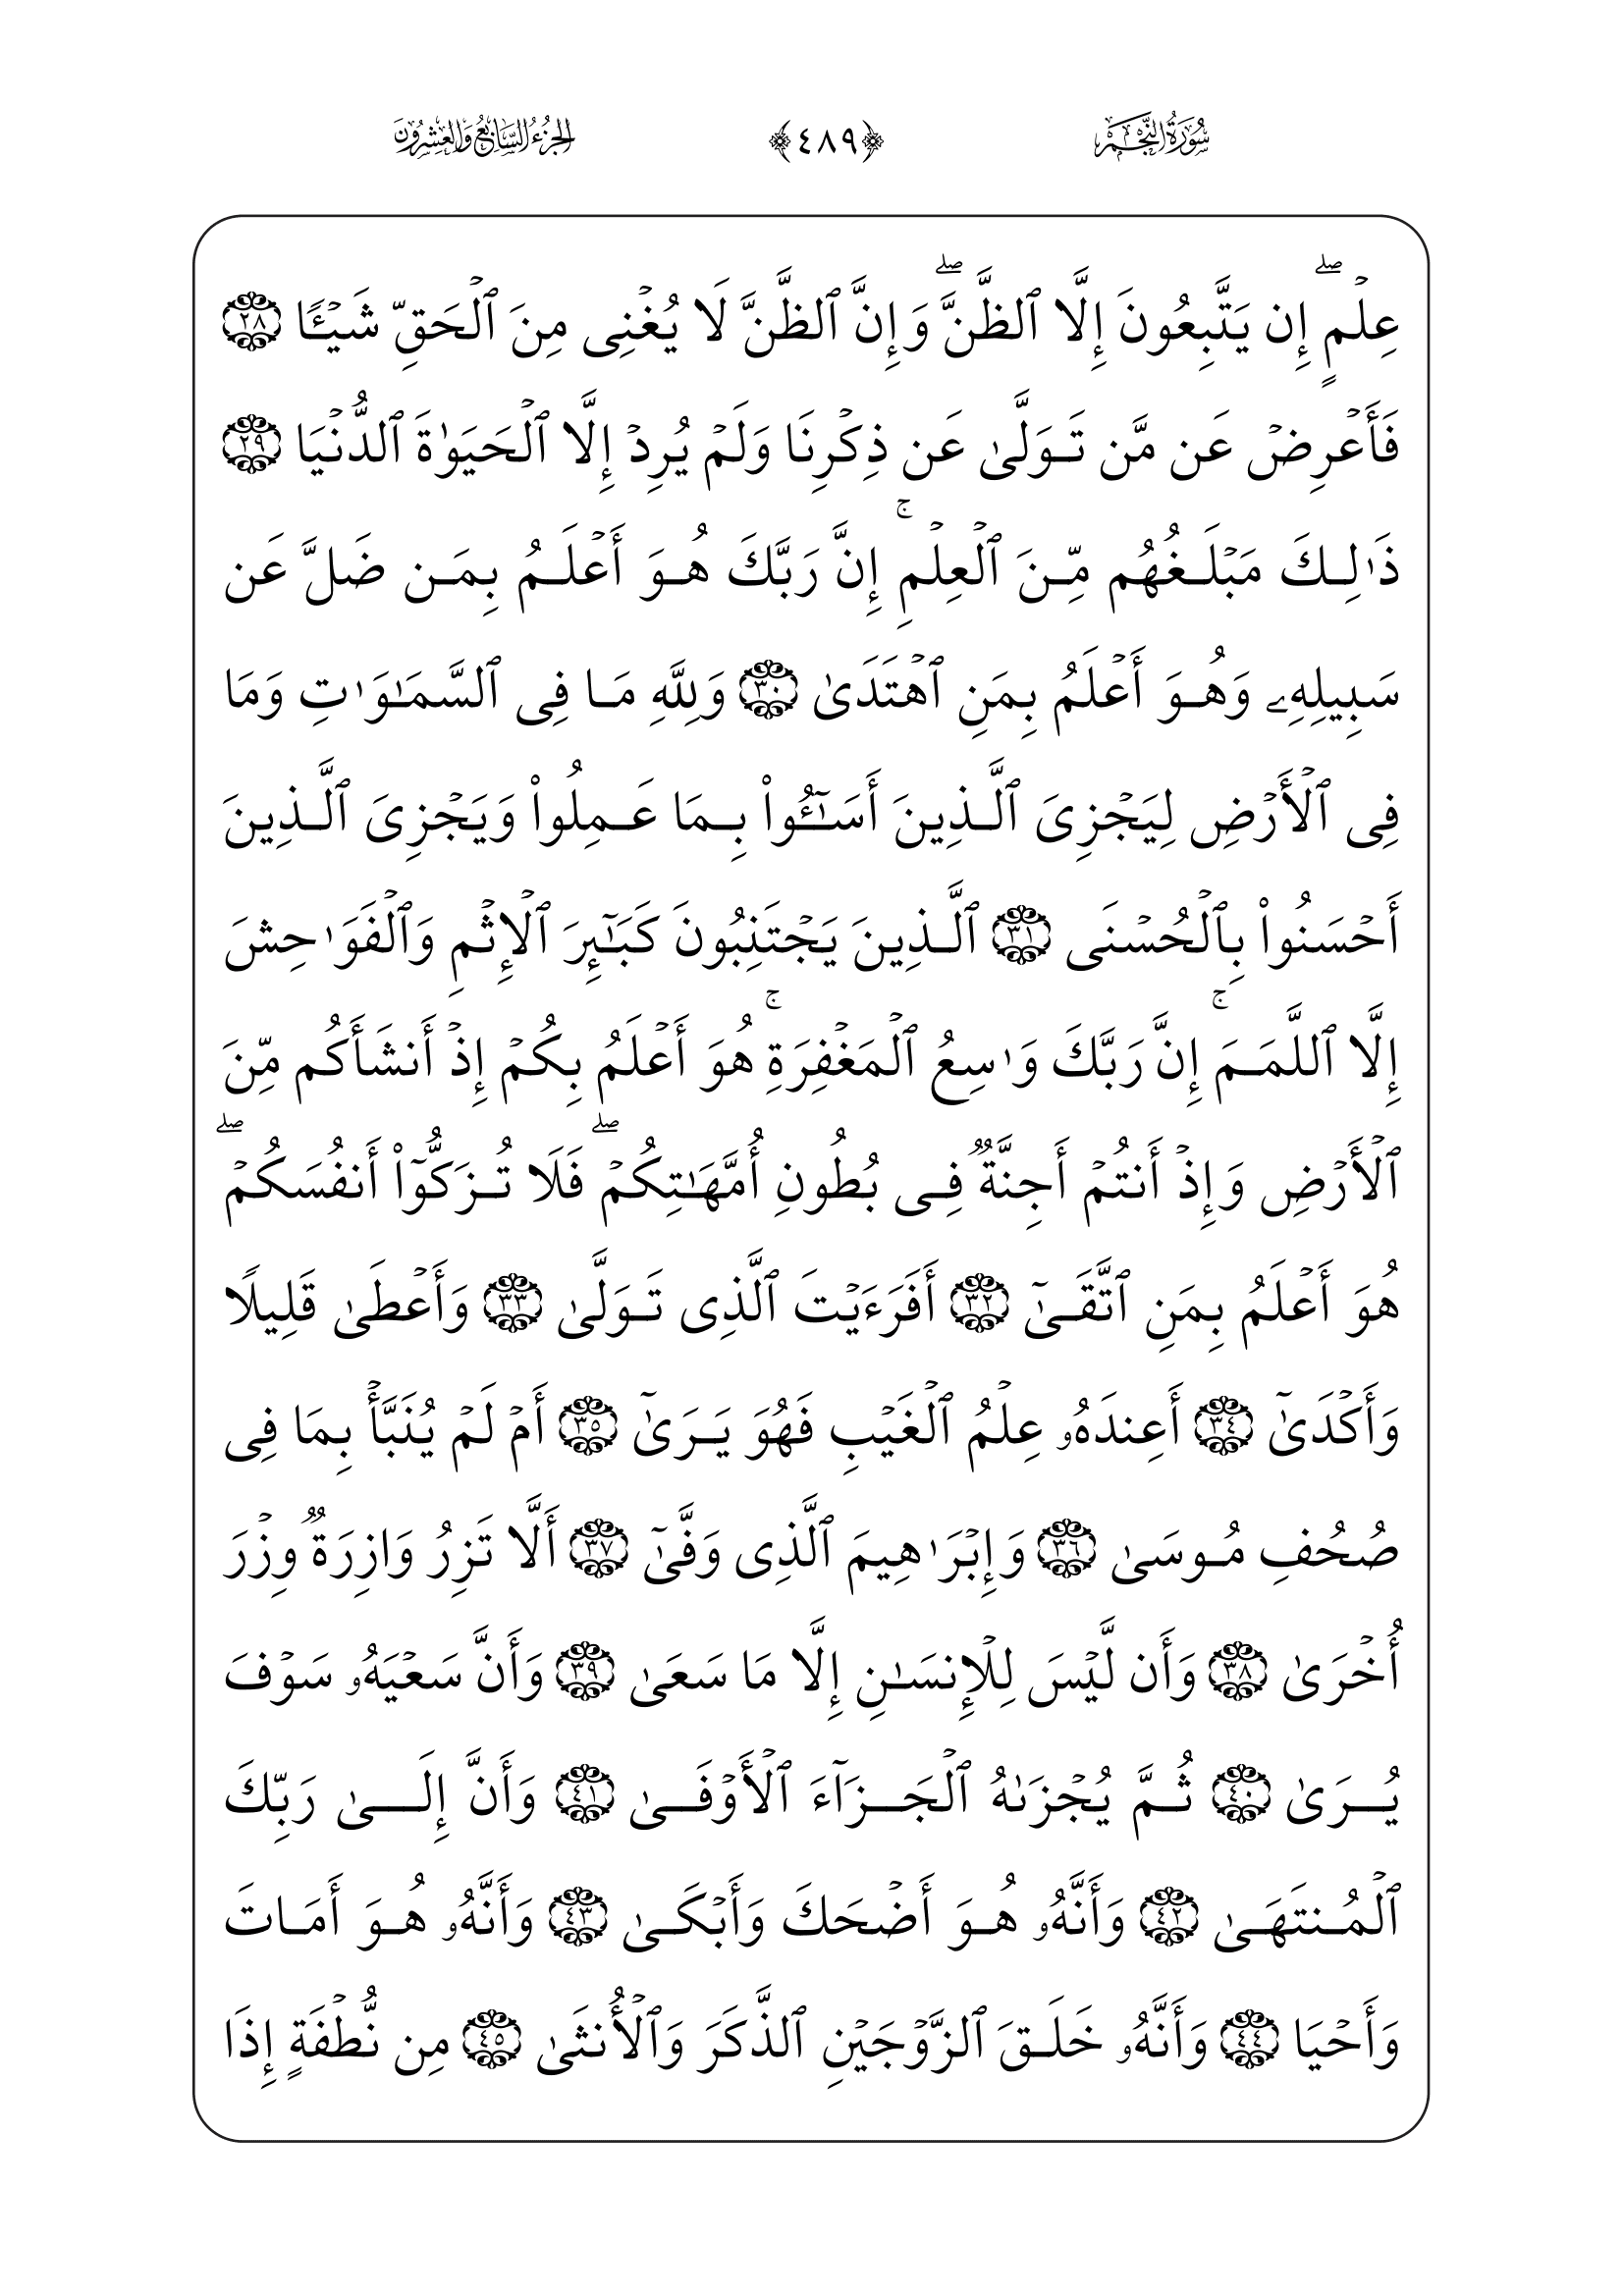 سُورَةُ النَّجْمِ ﴿٤٨٩﴾ الجُزْءُ السَّابِعُ وَالعِشْرُونَ
عِلۡمٍۖ إِن يَتَّبِعُونَ إِلَّا ٱلظَّنَّۖ وَإِنَّ ٱلظَّنَّ لَا يُغۡنِى مِنَ ٱلۡحَقِّ شَيۡـًٔا ٢٨
فَأَعۡرِضۡ عَن مَّن تَوَلَّىٰ عَن ذِكۡرِنَا وَلَمۡ يُرِدۡ إِلَّا ٱلۡحَيَوٰةَ ٱلدُّنۡيَا ٢٩
ذَٰلِكَ مَبۡلَغُهُم مِّنَ ٱلۡعِلۡمِۚ إِنَّ رَبَّكَ هُوَ أَعۡلَمُ بِمَن ضَلَّ عَن
سَبِيلِهِۦ وَهُوَ أَعۡلَمُ بِمَنِ ٱهۡتَدَىٰ ٣٠ وَلِلَّهِ مَا فِى ٱلسَّمَٰوَٰتِ وَمَا
فِى ٱلۡأَرۡضِ لِيَجۡزِىَ ٱلَّذِينَ أَسَٰٓـُٔواْ بِمَا عَمِلُواْ وَيَجۡزِىَ ٱلَّذِينَ
أَحۡسَنُواْ بِٱلۡحُسۡنَى ٣١ ٱلَّذِينَ يَجۡتَنِبُونَ كَبَٰٓئِرَ ٱلۡإِثۡمِ وَٱلۡفَوَٰحِشَ
إِلَّا ٱللَّمَمَۚ إِنَّ رَبَّكَ وَٰسِعُ ٱلۡمَغۡفِرَةِۚ هُوَ أَعۡلَمُ بِكُمۡ إِذۡ أَنشَأَكُم مِّنَ
ٱلۡأَرۡضِ وَإِذۡ أَنتُمۡ أَجِنَّةٌ فِى بُطُونِ أُمَّهَٰتِكُمۡۖ فَلَا تُزَكُّوٓاْ أَنفُسَكُمۡۖ
هُوَ أَعۡلَمُ بِمَنِ ٱتَّقَىٰٓ ٣٢ أَفَرَءَيۡتَ ٱلَّذِى تَوَلَّىٰ ٣٣ وَأَعۡطَىٰ قَلِيلًا
وَأَكۡدَىٰٓ ٣٤ أَعِندَهُۥ عِلۡمُ ٱلۡغَيۡبِ فَهُوَ يَرَىٰٓ ٣٥ أَمۡ لَمۡ يُنَبَّأۡ بِمَا فِى
صُحُفِ مُوسَىٰ ٣٦ وَإِبۡرَٰهِيمَ ٱلَّذِى وَفَّىٰٓ ٣٧ أَلَّا تَزِرُ وَازِرَةٌ وِزۡرَ
أُخۡرَىٰ ٣٨ وَأَن لَّيۡسَ لِلۡإِنسَٰنِ إِلَّا مَا سَعَىٰ ٣٩ وَأَنَّ سَعۡيَهُۥ سَوۡفَ
يُرَىٰ ٤٠ ثُمَّ يُجۡزَىٰهُ ٱلۡجَزَآءَ ٱلۡأَوۡفَىٰ ٤١ وَأَنَّ إِلَىٰ رَبِّكَ
ٱلۡمُنتَهَىٰ ٤٢ وَأَنَّهُۥ هُوَ أَضۡحَكَ وَأَبۡكَىٰ ٤٣ وَأَنَّهُۥ هُوَ أَمَاتَ
وَأَحۡيَا ٤٤ وَأَنَّهُۥ خَلَقَ ٱلزَّوۡجَيۡنِ ٱلذَّكَرَ وَٱلۡأُنثَىٰ ٤٥ مِن نُّطۡفَةٍ إِذَا